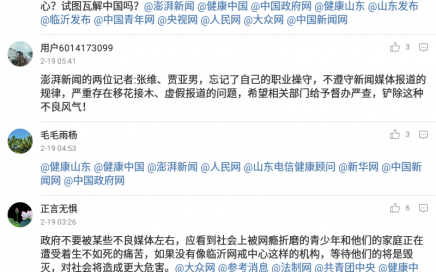 心？试图瓦解中国吗？@澎湃新闻 @健康中国 @中国政府网 @健康山东 @山东发布
@临沂发布 @中国青年网 @央视网 @人民网 @大众网 @中国新闻网
用户6014173099
3
2-19 05:41
澎湃新闻的两位记者:张维、贾亚男，忘记了自己的职业操守，不遵守新闻媒体报道的
规律，严重存在移花接木、虚假报道的问题，希望相关部门给予督办严查，铲除这种
不良风气！
毛毛雨杨
3
2-19 04:53
@健康山东 @健康中国 @澎湃新闻 @人民网 @山东电信健康顾问 @新华网 @中国新
闻网 @中国政府网
正言无惧
6
2-19 03:26
政府不要被某些不良媒体左右，应看到社会上被网瘾折磨的青少年和他们的家庭正在
遭受着生不如死的痛苦，如果没有像临沂网戒中心这样的机构，等待他们的将是毁
灭，对社会将造成更大危害。@大众网 @参考消息 @法制网 @共青团中央 @健康中